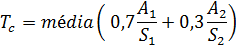 T_c = média( 0,7 A_1/S_1 + 0,3 A_2/S_2 )